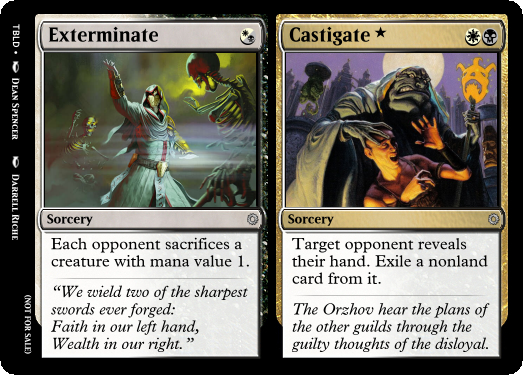 Exterminate
Sorcery
Each opponent sacrifices a
creature with mana value 1.
"We wield two of the sharpest
swords ever forged:
Faith in our left hand,
Wealth in our right."
Castigate ★
Sorcery
Target opponent reveals
their hand. Exile a nonland
card from it.
The Orzhov hear the plans of
the other guilds through the
guilty thoughts of the disloyal.
TBLD • DEAN SPENCER DARRELL RICHE
(NOT FOR SALE)